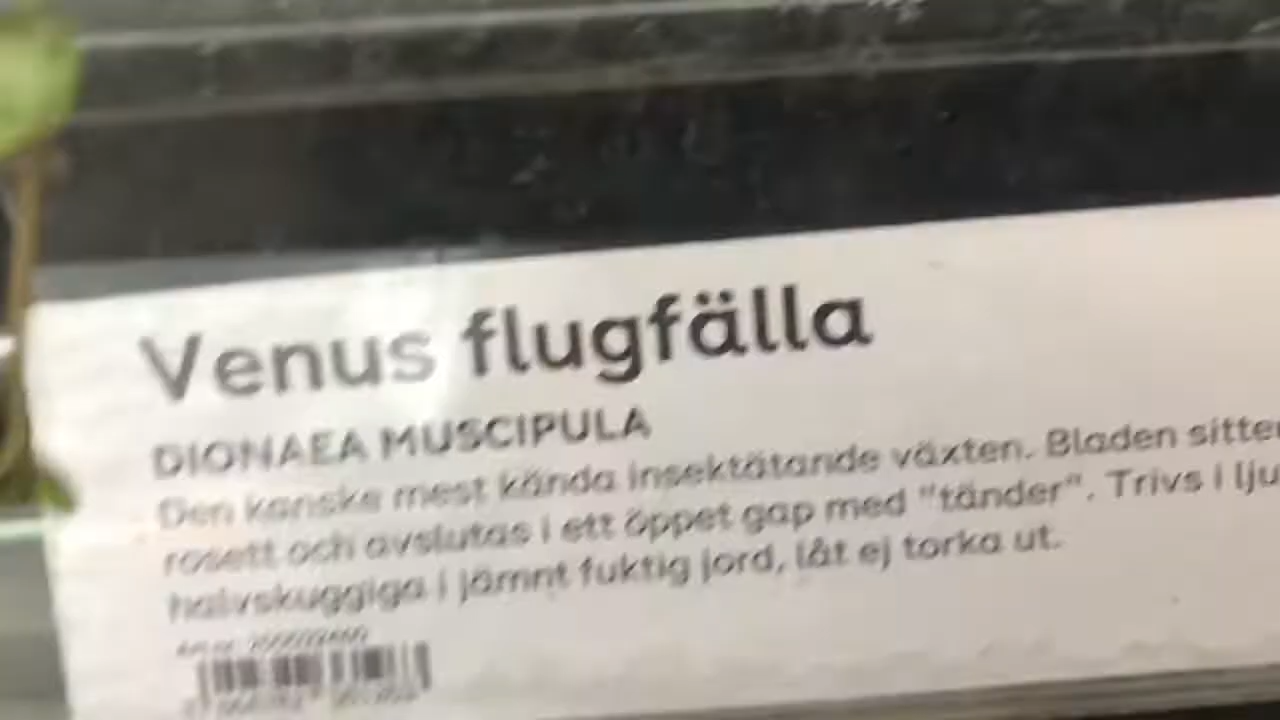 Venus flugfälla
DIONAEA MUSCIPULA
Den kanske mest kända insektätande växten. Bladen sitter
rosett och avslutas i ett öppet gap med "tänder". Trivs i lju
halvskuggiga i jämnt fuktig jord, låt ej torka ut.